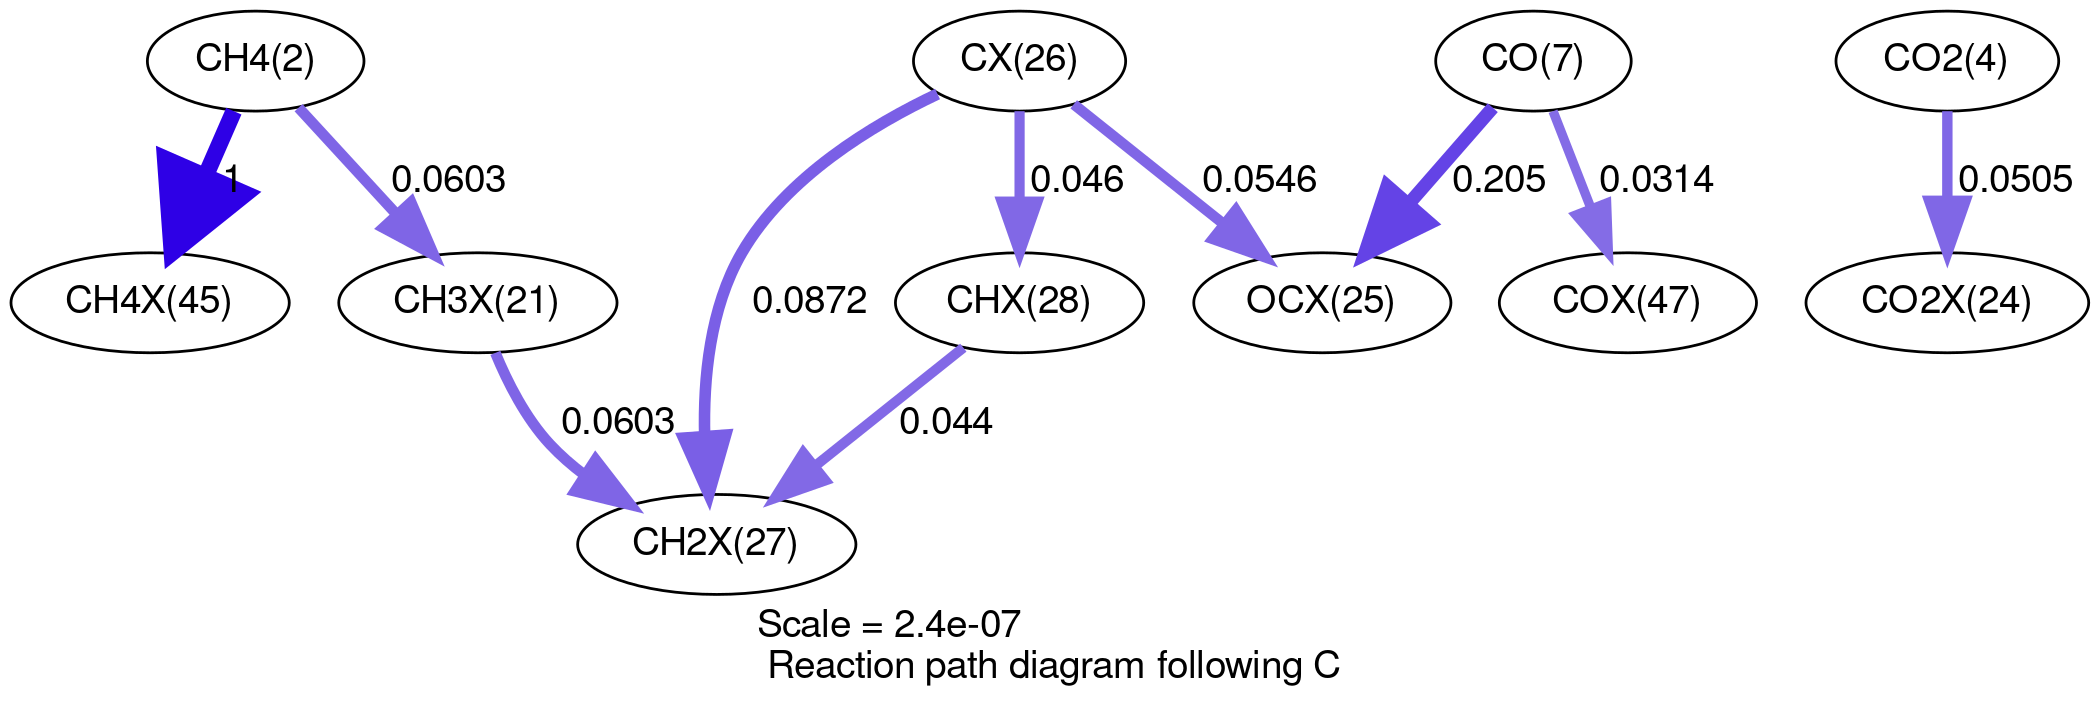 CH4(2)
CX(26)
CO(7)
CO2(4)
1
0.0603
0.046
0.0546
0.205
0.0314
0.0505
CH4X(45)
CH3X(21)
0.0872
CHX(28)
OCX(25)
COX(47)
CO2X(24)
0.0603
0.044
CH2X(27)
Scale = 2.4e-07
Reaction path diagram following C